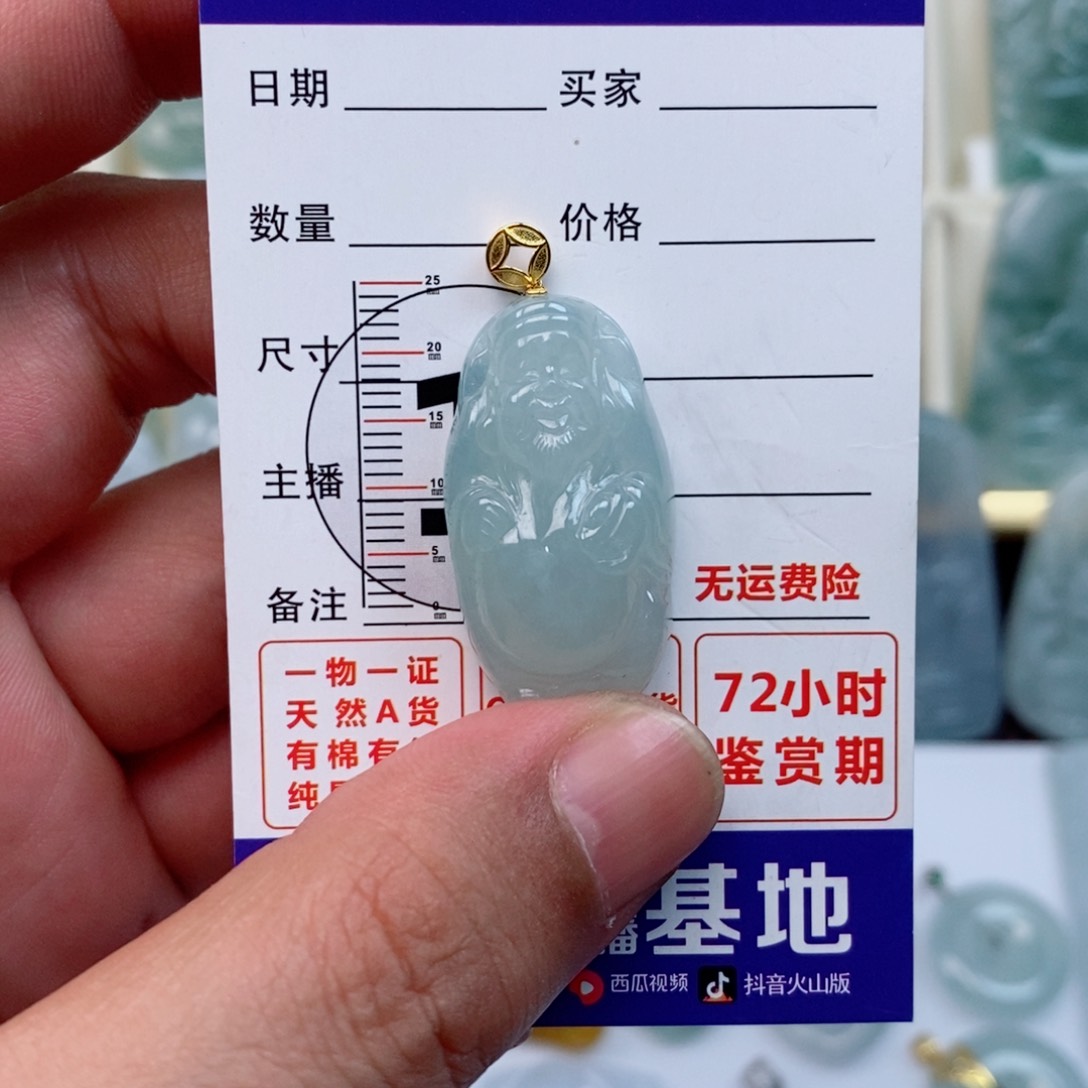 日期 买家
数量 价格
25
尺寸
20
15
主播
10
5
备注
0
无运费险
一物一证
天然A货
有棉有
纯
货
72小时
鉴赏期
播基地
西瓜视频 抖音火山版